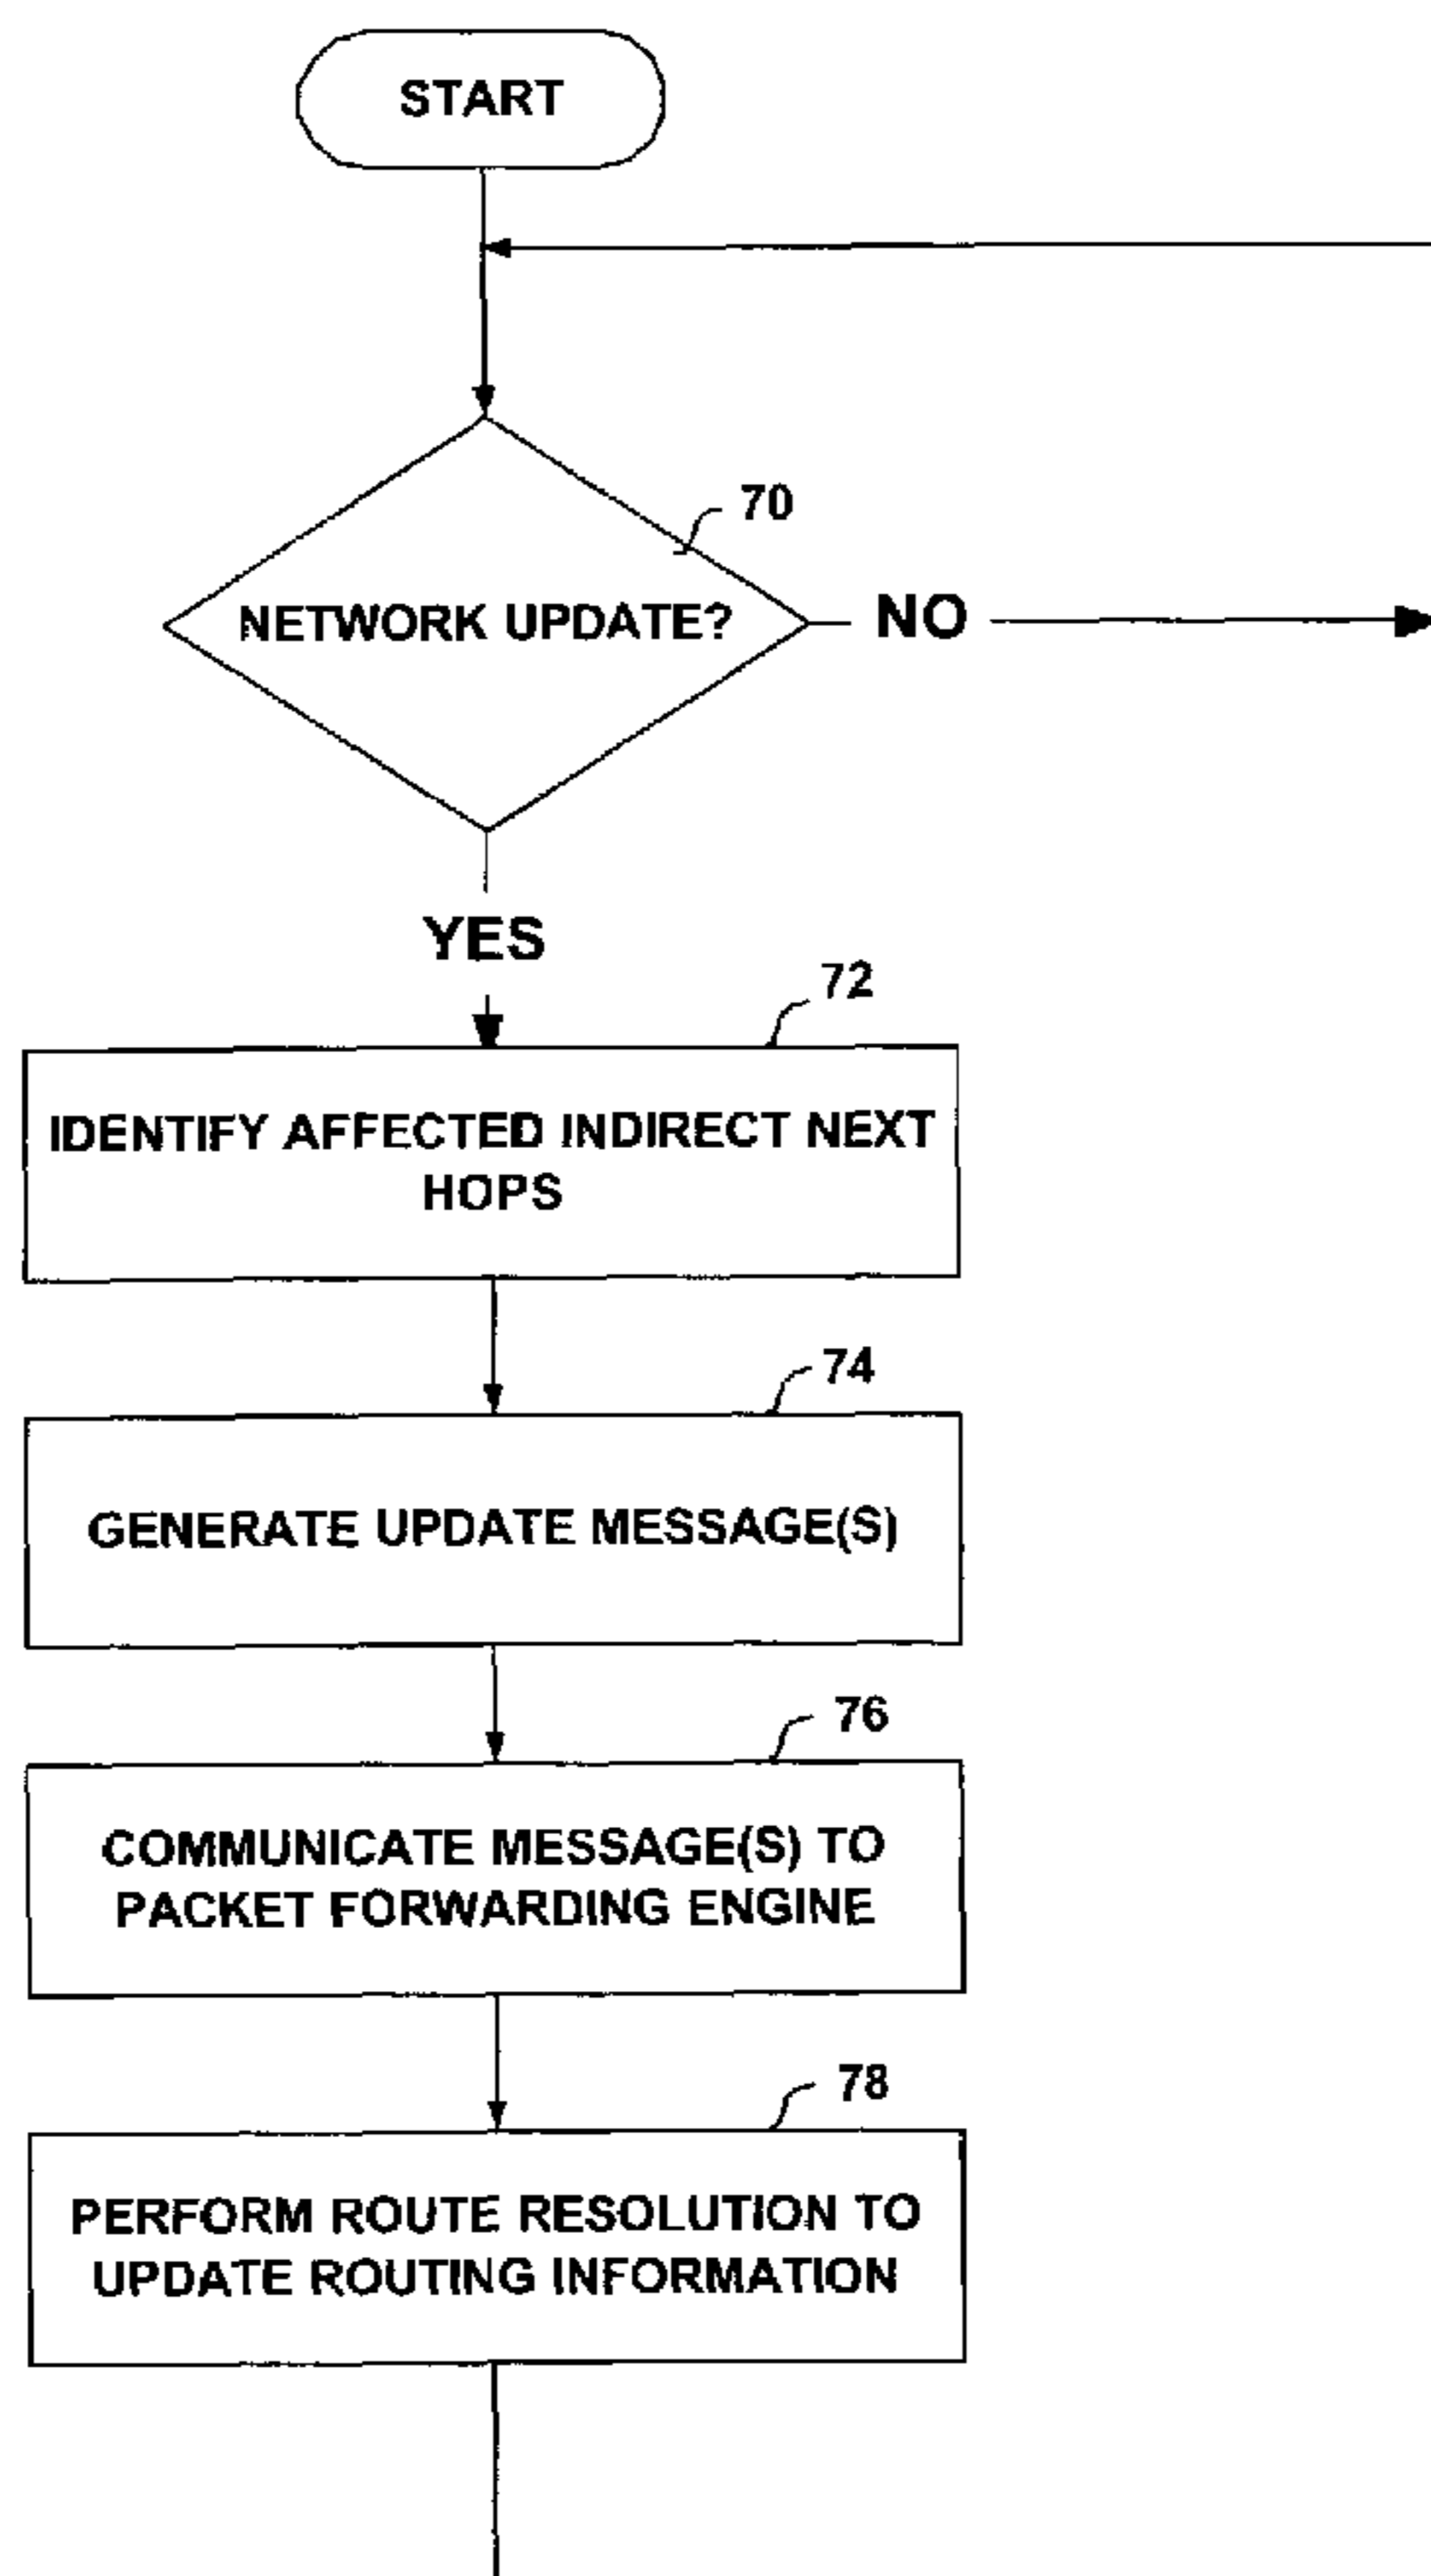 START
70
NETWORK UPDATE?
NO
YES
72
IDENTIFY AFFECTED INDIRECT NEXT
HOPS
74
GENERATE UPDATE MESSAGE(S)
76
COMMUNICATE MESSAGE(S) TO
PACKET FORWARDING ENGINE
78
PERFORM ROUTE RESOLUTION TO
UPDATE ROUTING INFORMATION